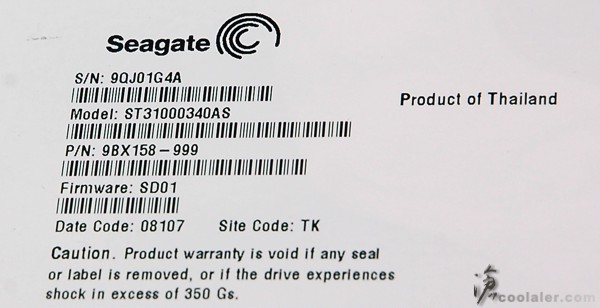 Seagate
S/N: 9QJ01G4A
Model: ST31000340AS
Product of Thailand
P/N: 9BX158-999
Firmware: SD01
Date Code: 08107 Site Code: TK
Caution. Product warranty is void if any seal
or label is removed, or if the drive experiences
shock in excess of 350 Gs.
滄 coolaler.com